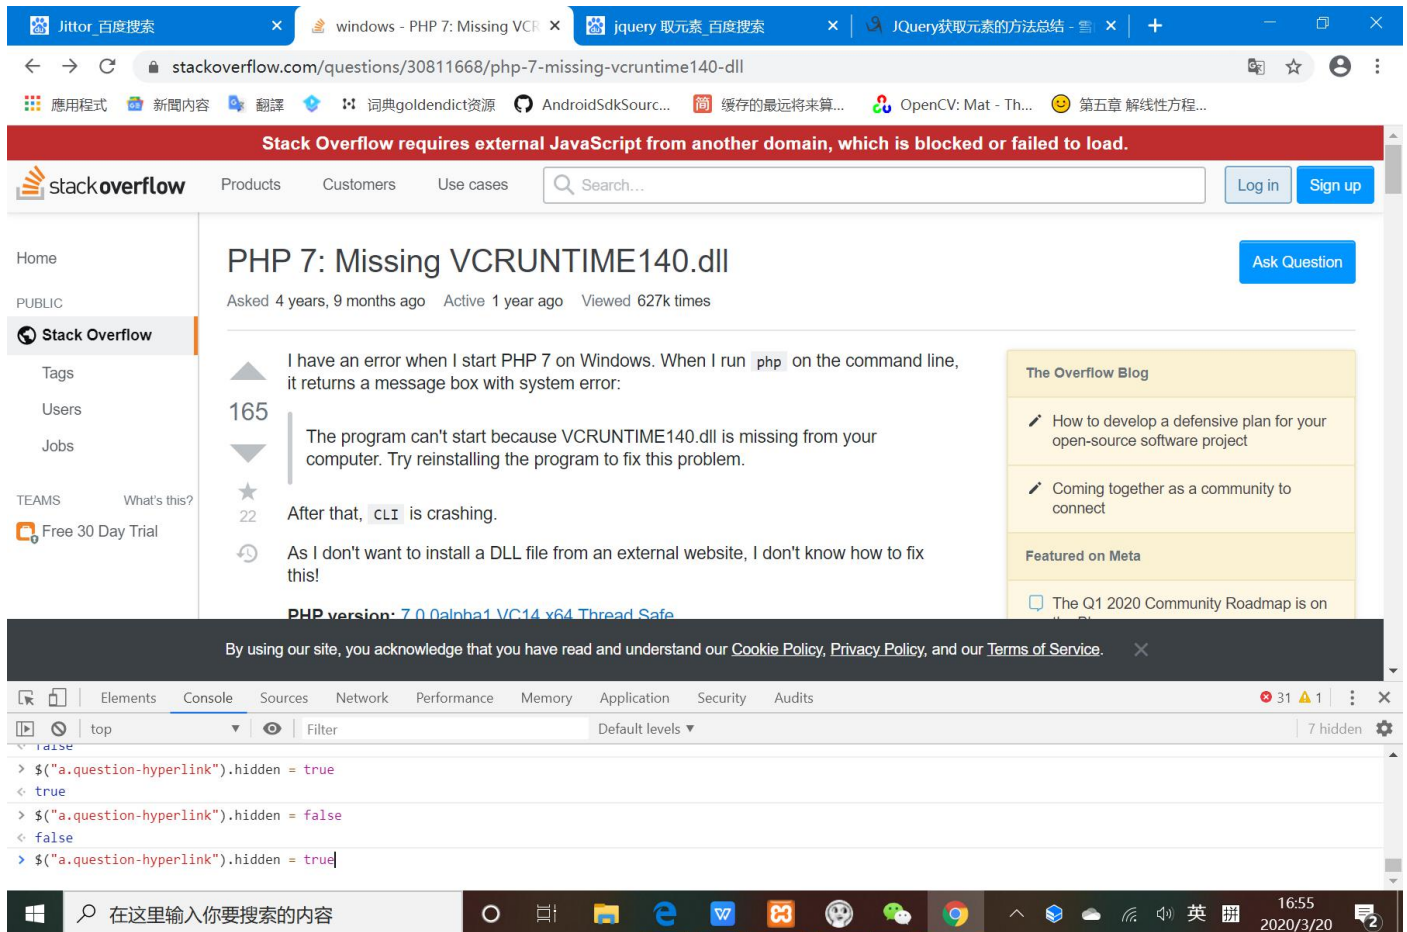 Jittor_百度搜索
windows - PHP 7: Missing VCR
jquery 取元素_百度搜索
JQuery获取元素的方法总结 - 雪
stackoverflow.com/questions/30811668/php-7-missing-vcruntime140-dll
應用程式 新聞内容 翻譯 词典goldendict资源 AndroidSdkSourc... 缓存的最远将来算... OpenCV: Mat - Th... 第五章 解线性方程...
Stack Overflow requires external JavaScript from another domain, which is blocked or failed to load.
stackoverflow Products Customers Use cases Search... Log in Sign up
Home
PUBLIC
Stack Overflow
Tags
Users
Jobs
TEAMS What's this?
Free 30 Day Trial
PHP 7: Missing VCRUNTIME140.dll
Ask Question
Asked 4 years, 9 months ago Active 1 year ago Viewed 627k times
165
22
I have an error when I start PHP 7 on Windows. When I run php on the command line,
it returns a message box with system error:
The program can't start because VCRUNTIME140.dll is missing from your
computer. Try reinstalling the program to fix this problem.
After that, CLI is crashing.
As I don't want to install a DLL file from an external website, I don't know how to fix
this!
PHP version: 7.0.0alpha1 VC14 x64 Thread Safe
The Overflow Blog
How to develop a defensive plan for your
open-source software project
Coming together as a community to
connect
Featured on Meta
The Q1 2020 Community Roadmap is on
By using our site, you acknowledge that you have read and understand our Cookie Policy, Privacy Policy, and our Terms of Service.
Elements Console Sources Network Performance Memory Application Security Audits 31 1
top Filter Default levels 7 hidden
false
> $("a.question-hyperlink").hidden = true
true
> $("a.question-hyperlink").hidden = false
false
> $("a.question-hyperlink").hidden = true
在这里输入你要搜索的内容
英
拼
16:55
2020/3/20
2